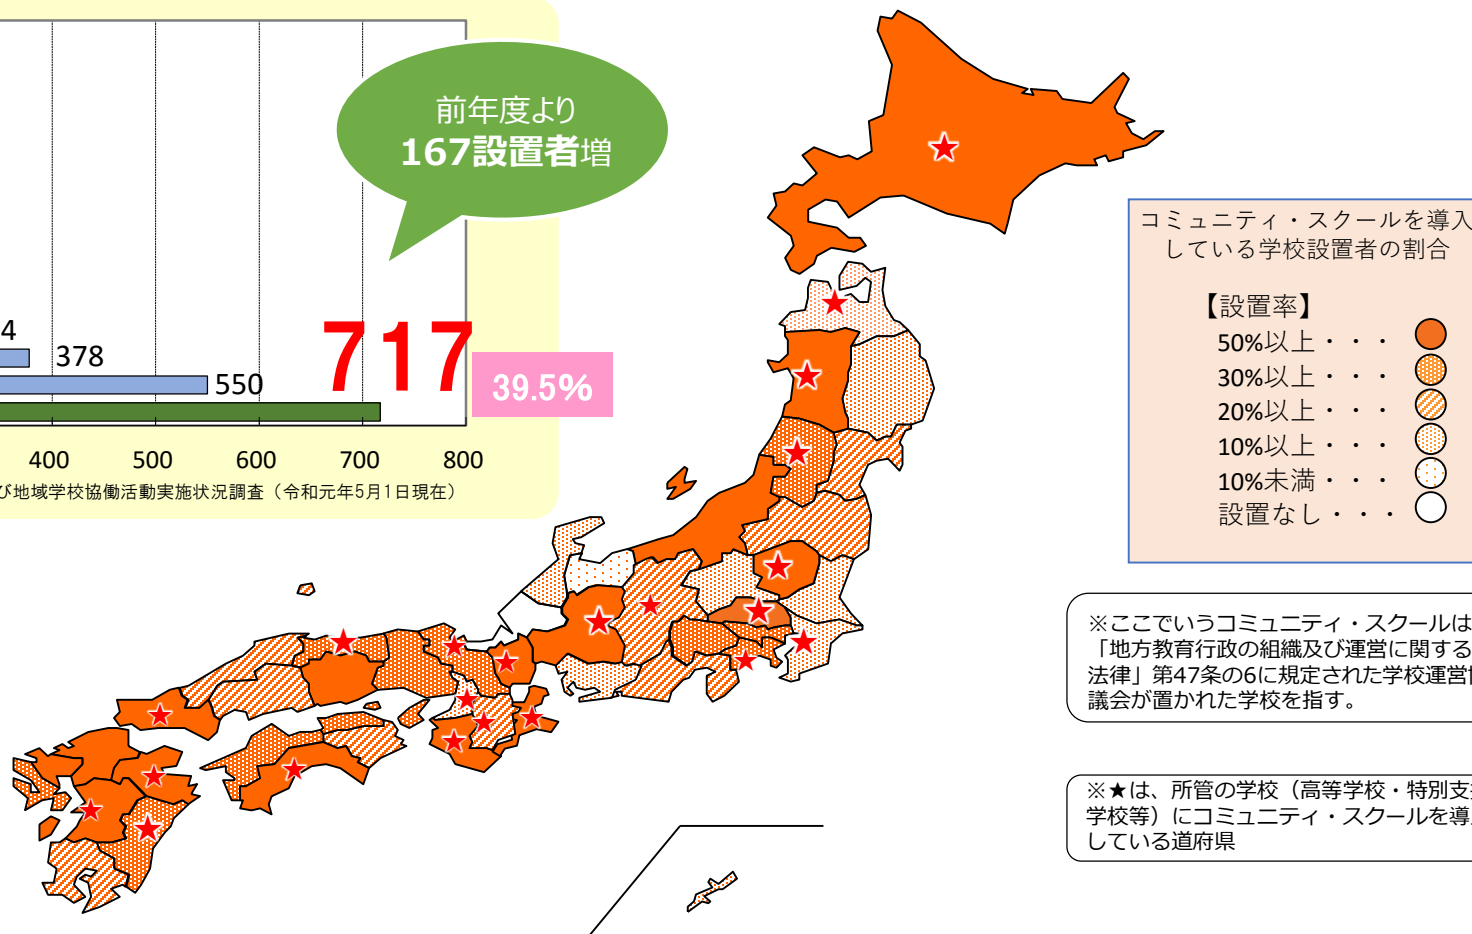 前年度より
167設置者増
4
378
717
550
39.5%
400 500 600 700 800
び地域学校協働活動実施状況調査（令和元年5月1日現在）
コミュニティ・スクールを導入
している学校設置者の割合
【設置率】
50%以上・・・
30%以上・・・
20%以上・・・
10%以上・・・
10%未満・・・
設置なし・・・
※ここでいうコミュニティ・スクールは
「地方教育行政の組織及び運営に関する
法律」第47条の6に規定された学校運営
議会が置かれた学校を指す。
※★は、所管の学校（高等学校・特別支
学校等）にコミュニティ・スクールを導
している道府県